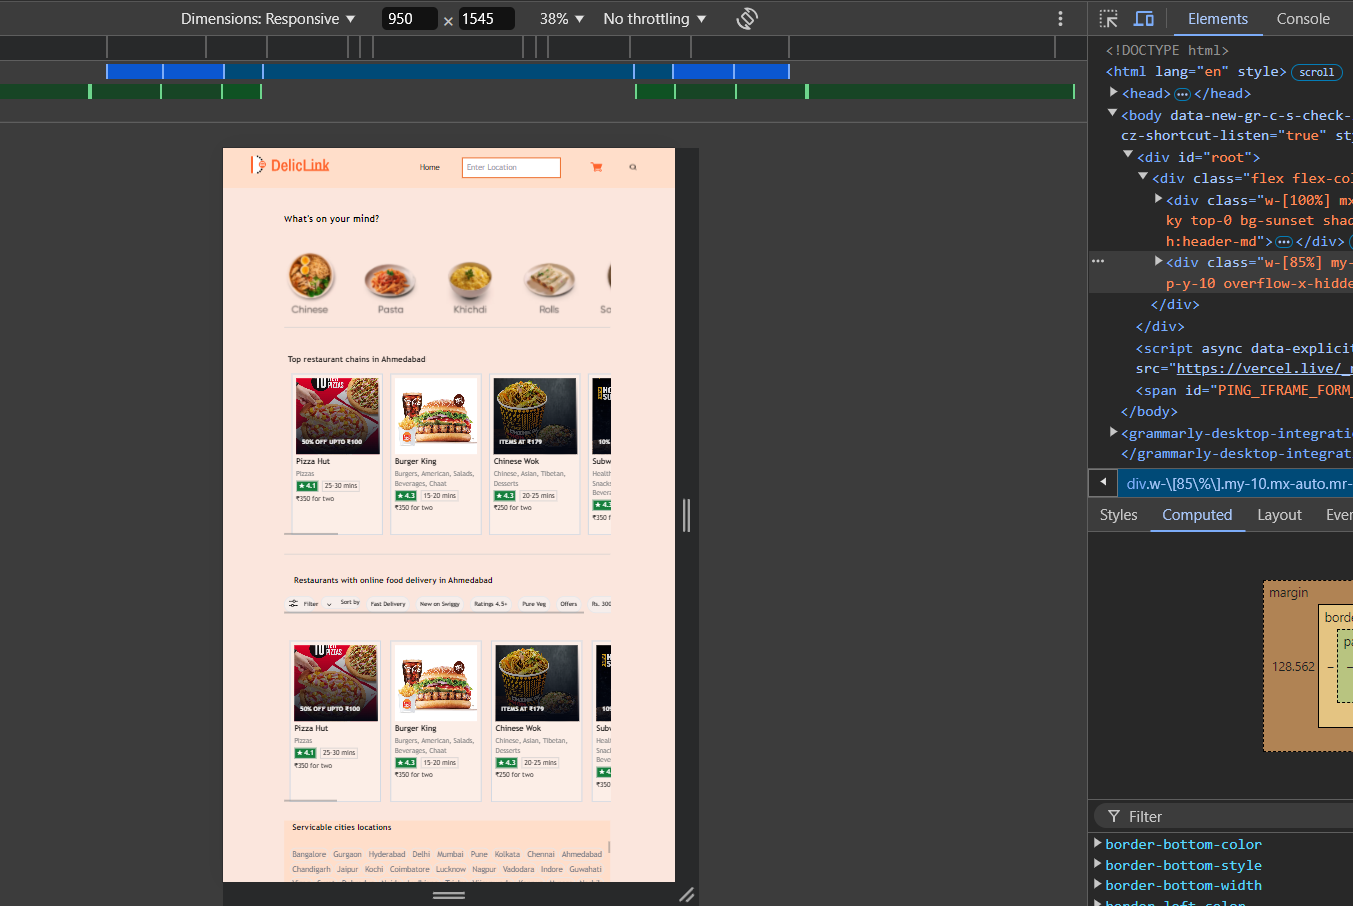 Dimensions: Responsive ▼ 950 × 1545 38% ▼ No throttling ▼
Elements Console
<!DOCTYPE html>
<html lang="en" style> scroll
<head> ••• </head>
<body data-new-gr-c-s-check-
cz-shortcut-listen="true" st
<div id="root">
<div class="flex flex-col
<div class="w-[100%] mx
ky top-0 bg-sunset shad
h:header-md"> ••• </div>
<div class="w-[85%] my-
p-y-10 overflow-x-hidde
</div>
</div>
<script async data-explicit
src="https://vercel.live/_
<span id="PING_IFRAME_FORM_
</body>
<grammarly-desktop-integratio
</grammarly-desktop-integrat
div.w-\[85\%\].my-10.mx-auto.mr-
Styles Computed Layout Ever
margin
borde
pa
128.562 – –
Filter
border-bottom-color
border-bottom-style
border-bottom-width
border-left-color
DelicLink
Home Enter Location
What's on your mind?
Chinese Pasta Khichdi Rolls
Top restaurant chains in Ahmedabad
PIZZAS
50% OFF UPTO ₹100 ITEMS AT ₹179 10%
Pizza Hut Burger King Chinese Wok Subw
Pizzas Burgers, American, Salads, Chinese, Asian, Tibetan, Health
Beverages, Chaat Desserts Snack
★ 4.1 25-30 mins ★ 4.3 15-20 mins ★ 4.3 20-25 mins Bever
₹350 for two ₹350 for two ₹250 for two ★ 4.
₹350 f
Restaurants with online food delivery in Ahmedabad
Filter Sort by Fast Delivery New on Swiggy Ratings 4.5+ Pure Veg Offers Rs. 300
PIZZAS
50% OFF UPTO ₹100 ITEMS AT ₹179 10
Pizza Hut Burger King Chinese Wok Sub
Pizzas Burgers, American, Salads, Chinese, Asian, Tibetan, Heal
Beverages, Chaat Desserts Snac
★ 4.1 25-30 mins ★ 4.3 15-20 mins ★ 4.3 20-25 mins Beve
₹350 for two ₹350 for two ₹250 for two ★ 4
₹350
Servicable cities locations
Bangalore Gurgaon Hyderabad Delhi Mumbai Pune Kolkata Chennai Ahmedabad
Chandigarh Jaipur Kochi Coimbatore Lucknow Nagpur Vadodara Indore Guwahati